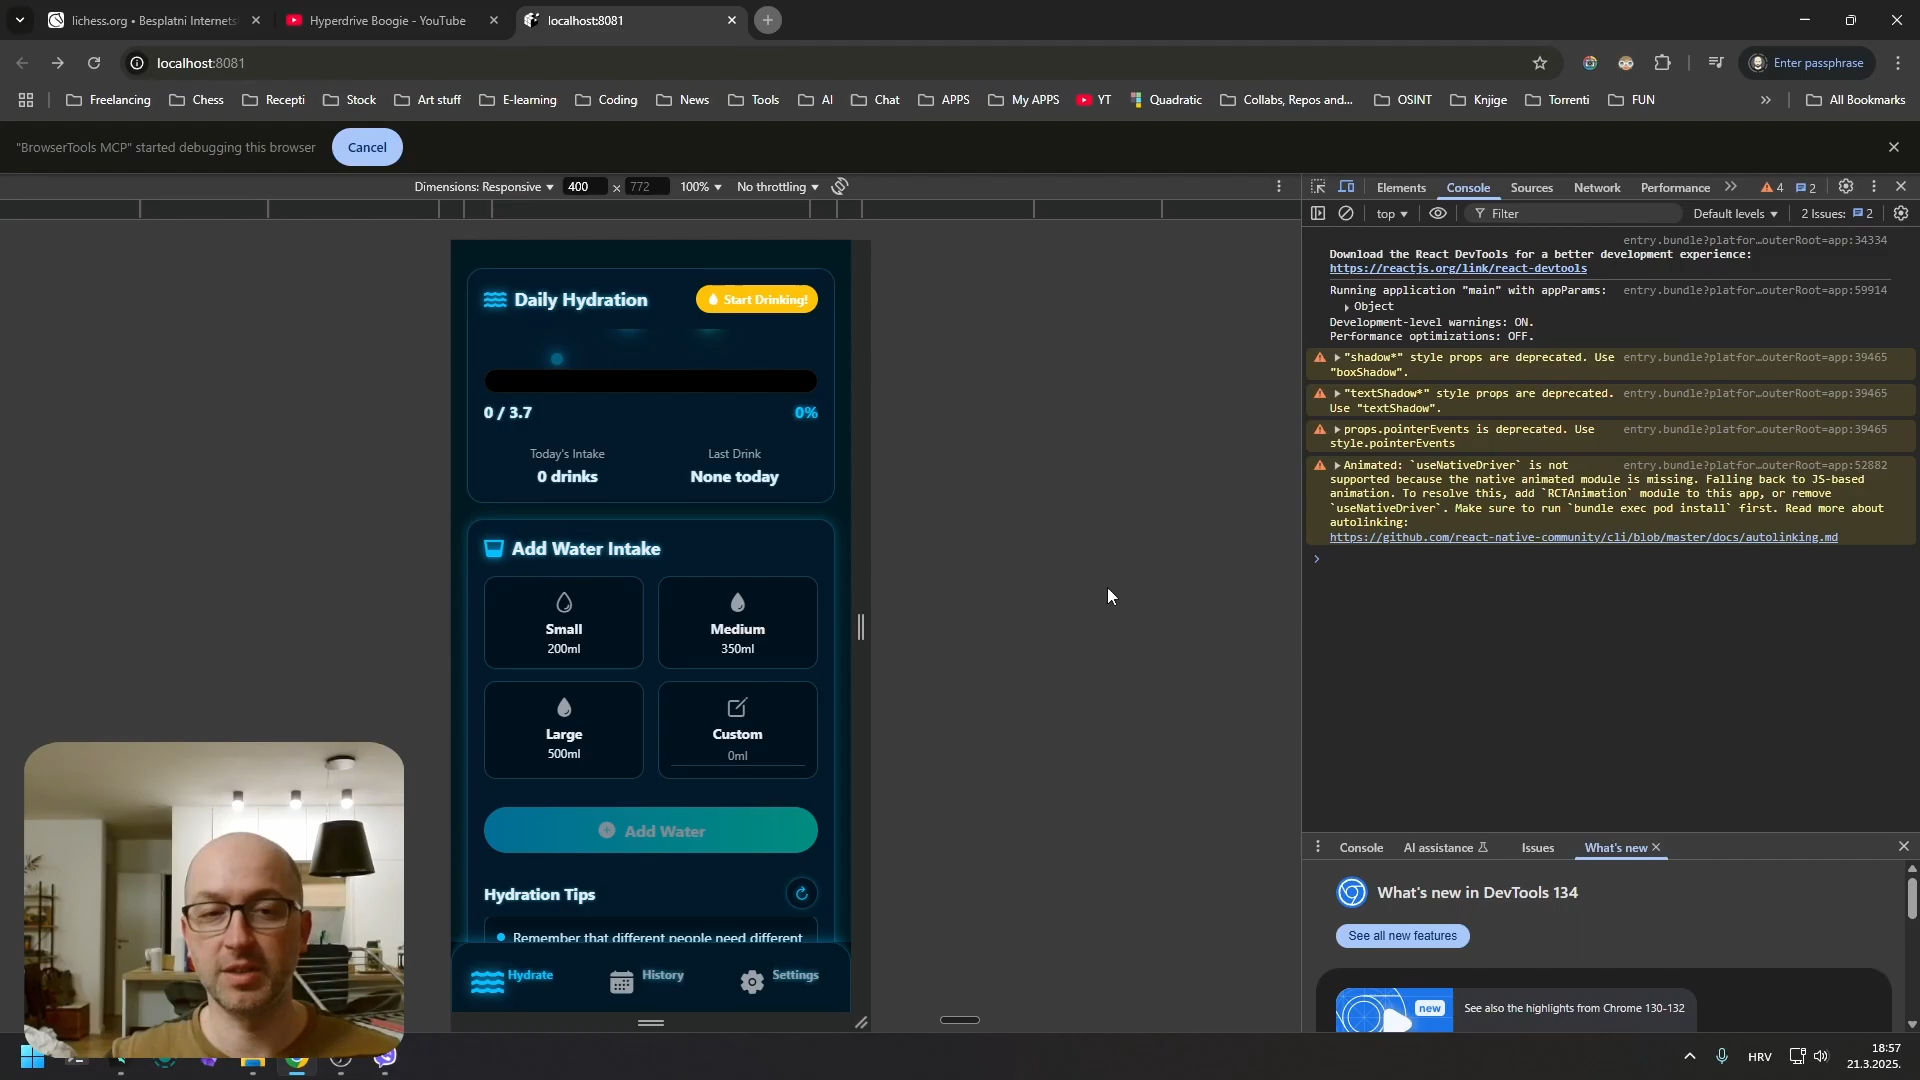 lichess.org • Besplatni Internets
Hyperdrive Boogie - YouTube
localhost:8081
localhost:8081
Enter passphrase
Freelancing
Chess
Recepti
Stock
Art stuff
E-learning
Coding
News
Tools
AI
Chat
APPS
My APPS
YT
Quadratic
Collabs, Repos and...
OSINT
Knjige
Torrenti
FUN
»
All Bookmarks
"BrowserTools MCP" started debugging this browser
Cancel
Dimensions: Responsive
400
×
772
100%
No throttling
Elements
Console
Sources
Network
Performance
4
2
top
Filter
Default levels
2 Issues:
2
Daily Hydration
Start Drinking!
0 / 3.7
0%
Today's Intake
0 drinks
Last Drink
None today
Add Water Intake
Small
200ml
Medium
350ml
Large
500ml
Custom
0ml
Add Water
Hydration Tips
Remember that different people need different
Hydrate
History
Settings
entry.bundle?platfor…outerRoot=app:34334
Download the React DevTools for a better development experience:
https://reactjs.org/link/react-devtools
Running application "main" with appParams:
entry.bundle?platfor…outerRoot=app:59914
Object
Development-level warnings: ON.
Performance optimizations: OFF.
"shadow*" style props are deprecated. Use
entry.bundle?platfor…outerRoot=app:39465
"boxShadow".
"textShadow*" style props are deprecated.
entry.bundle?platfor…outerRoot=app:39465
Use "textShadow".
props.pointerEvents is deprecated. Use
entry.bundle?platfor…outerRoot=app:39465
style.pointerEvents
Animated: `useNativeDriver` is not
entry.bundle?platfor…outerRoot=app:52882
supported because the native animated module is missing. Falling back to JS-based
animation. To resolve this, add `RCTAnimation` module to this app, or remove
`useNativeDriver`. Make sure to run `bundle exec pod install` first. Read more about
autolinking:
https://github.com/react-native-community/cli/blob/master/docs/autolinking.md
Console
AI assistance
Issues
What's new
What's new in DevTools 134
See all new features
new
See also the highlights from Chrome 130-132
HRV
18:57
21.3.2025.